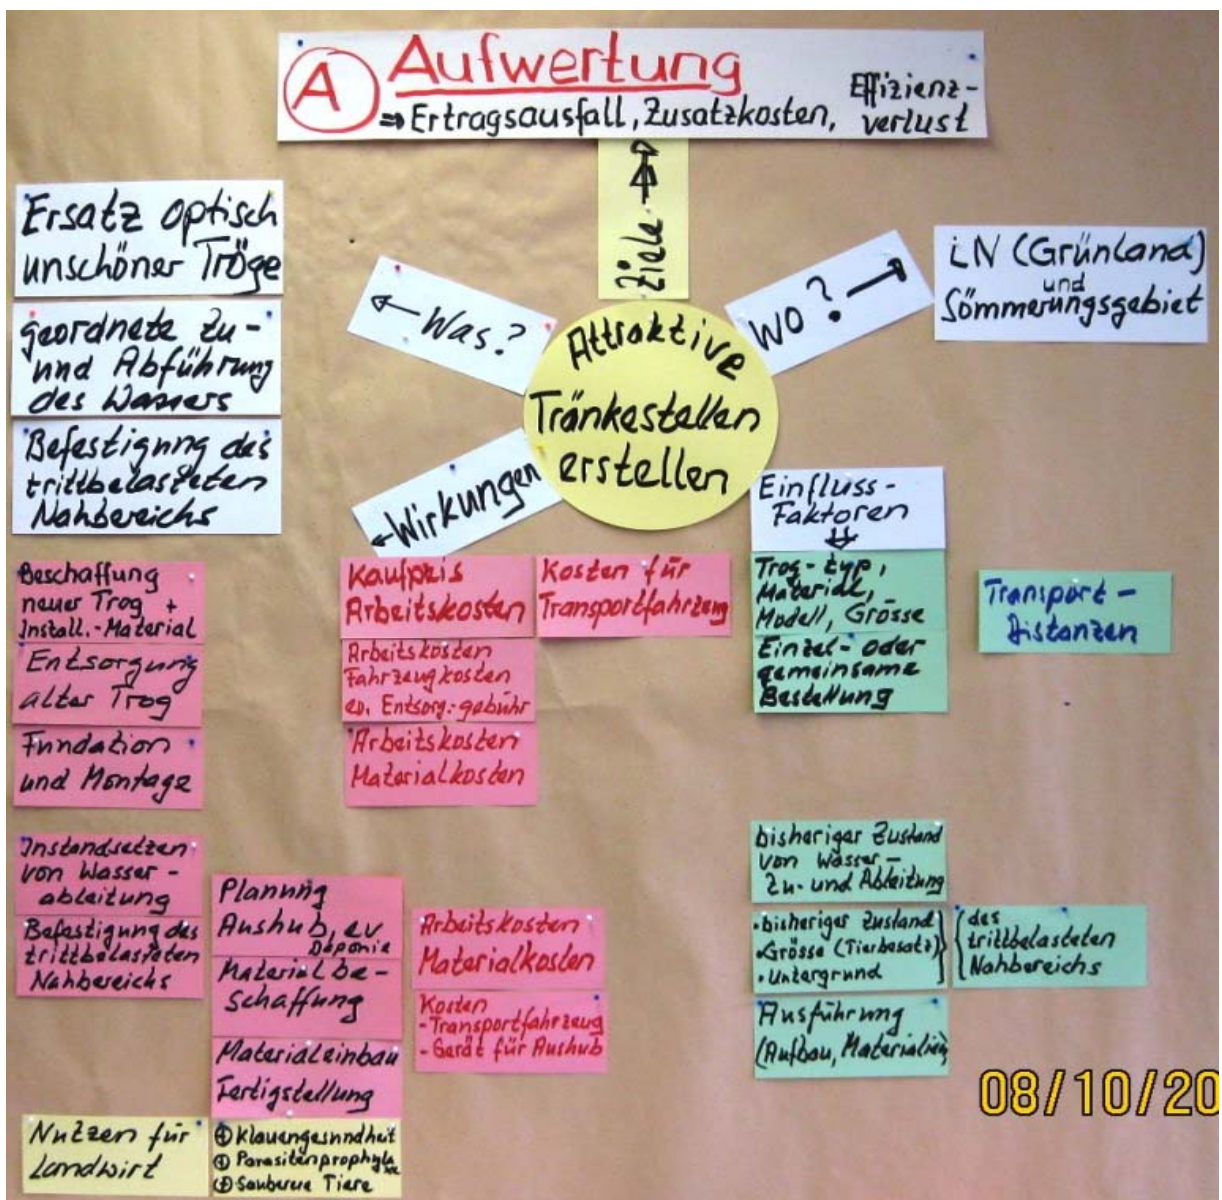 A
Aufwertung
⇒ Ertragsausfall, Zusatzkosten, Effizienz-
verlust
Ziele
Ersatz optisch
unschöner Tröge
geordnete Zu-
und Abführung
des Wassers
Befestigung des
trittbelasteten
Nahbereichs
← Was?
Wo? →
LN (Grünland)
und
Sömmerungsgebiet
Attraktive
Tränkestellen
erstellen
← Wirkungen
Einfluss-
Faktoren
Beschaffung
neuer Trog +
Install.-Material
Entsorgung
alter Trog
Fundation
und Montage
Kaufpreis
Arbeitskosten
Kosten für
Transportfahrzeug
Arbeitskosten
Fahrzeugkosten
ev. Entsorg.-gebühr
Arbeitskosten
Materialkosten
Trog-typ,
Material,
Modell, Grösse
Einzel- oder
gemeinsame
Bestellung
Transport-
distanzen
Instandsetzen
von Wasser-
ableitung
Befestigung des
trittbelasteten
Nahbereichs
Planung
Aushub, ev
Deponie
Materialbe-
schaffung
Materialeinbau
Fertigstellung
Arbeitskosten
Materialkosten
Kosten
- Transportfahrzeug
- Gerät für Aushub
bisheriger Zustand
von Wasser-
Zu- und Ableitung
• bisheriger Zustand
• Grösse (Tierbesatz)
• Untergrund
des
trittbelasteten
Nahbereichs
Ausführung
(Aufbau, Materialien)
Nutzen für
Landwirt
⊕ Klauengesundheit
⊕ Parasitenprophylaxe
⊕ Saubere Tiere
08/10/20